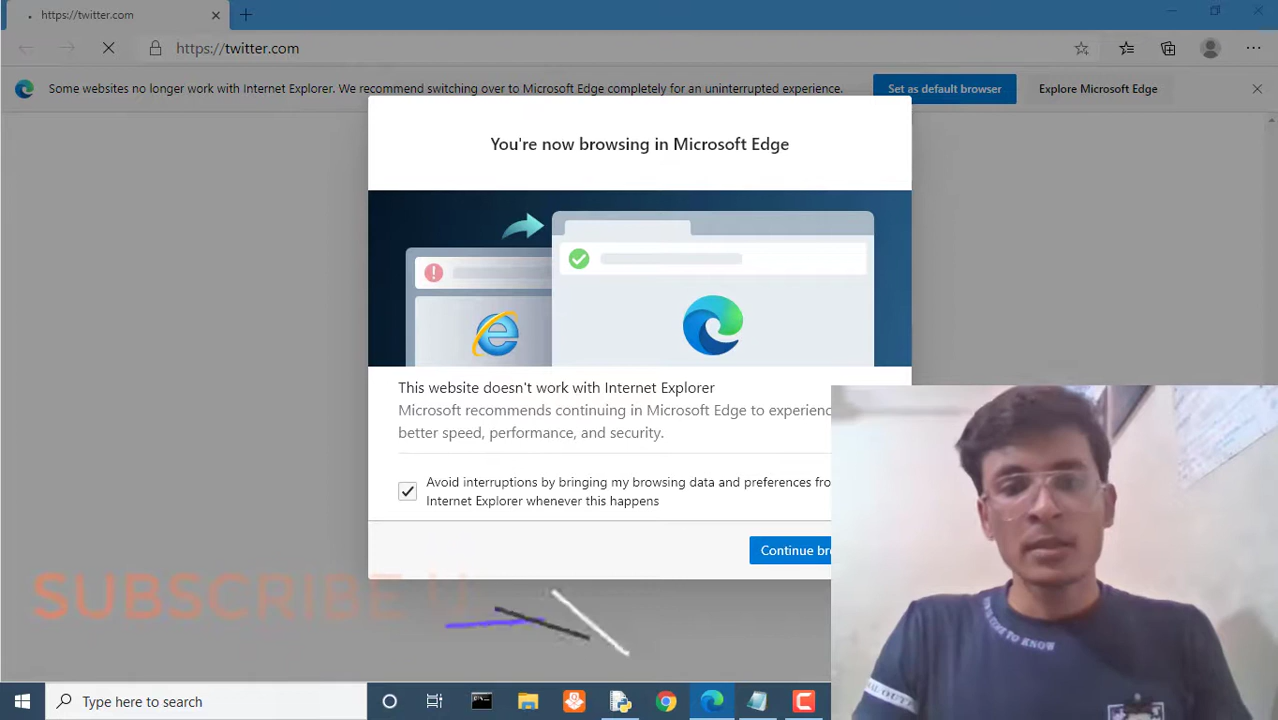 https://twitter.com
https://twitter.com
Some websites no longer work with Internet Explorer. We recommend switching over to Microsoft Edge completely for an uninterrupted experience.
Set as default browser
Explore Microsoft Edge
You're now browsing in Microsoft Edge
This website doesn't work with Internet Explorer
Microsoft recommends continuing in Microsoft Edge to experienc
better speed, performance, and security.
Avoid interruptions by bringing my browsing data and preferences fro
Internet Explorer whenever this happens
Continue bro
SUBSCRIBE U
Type here to search